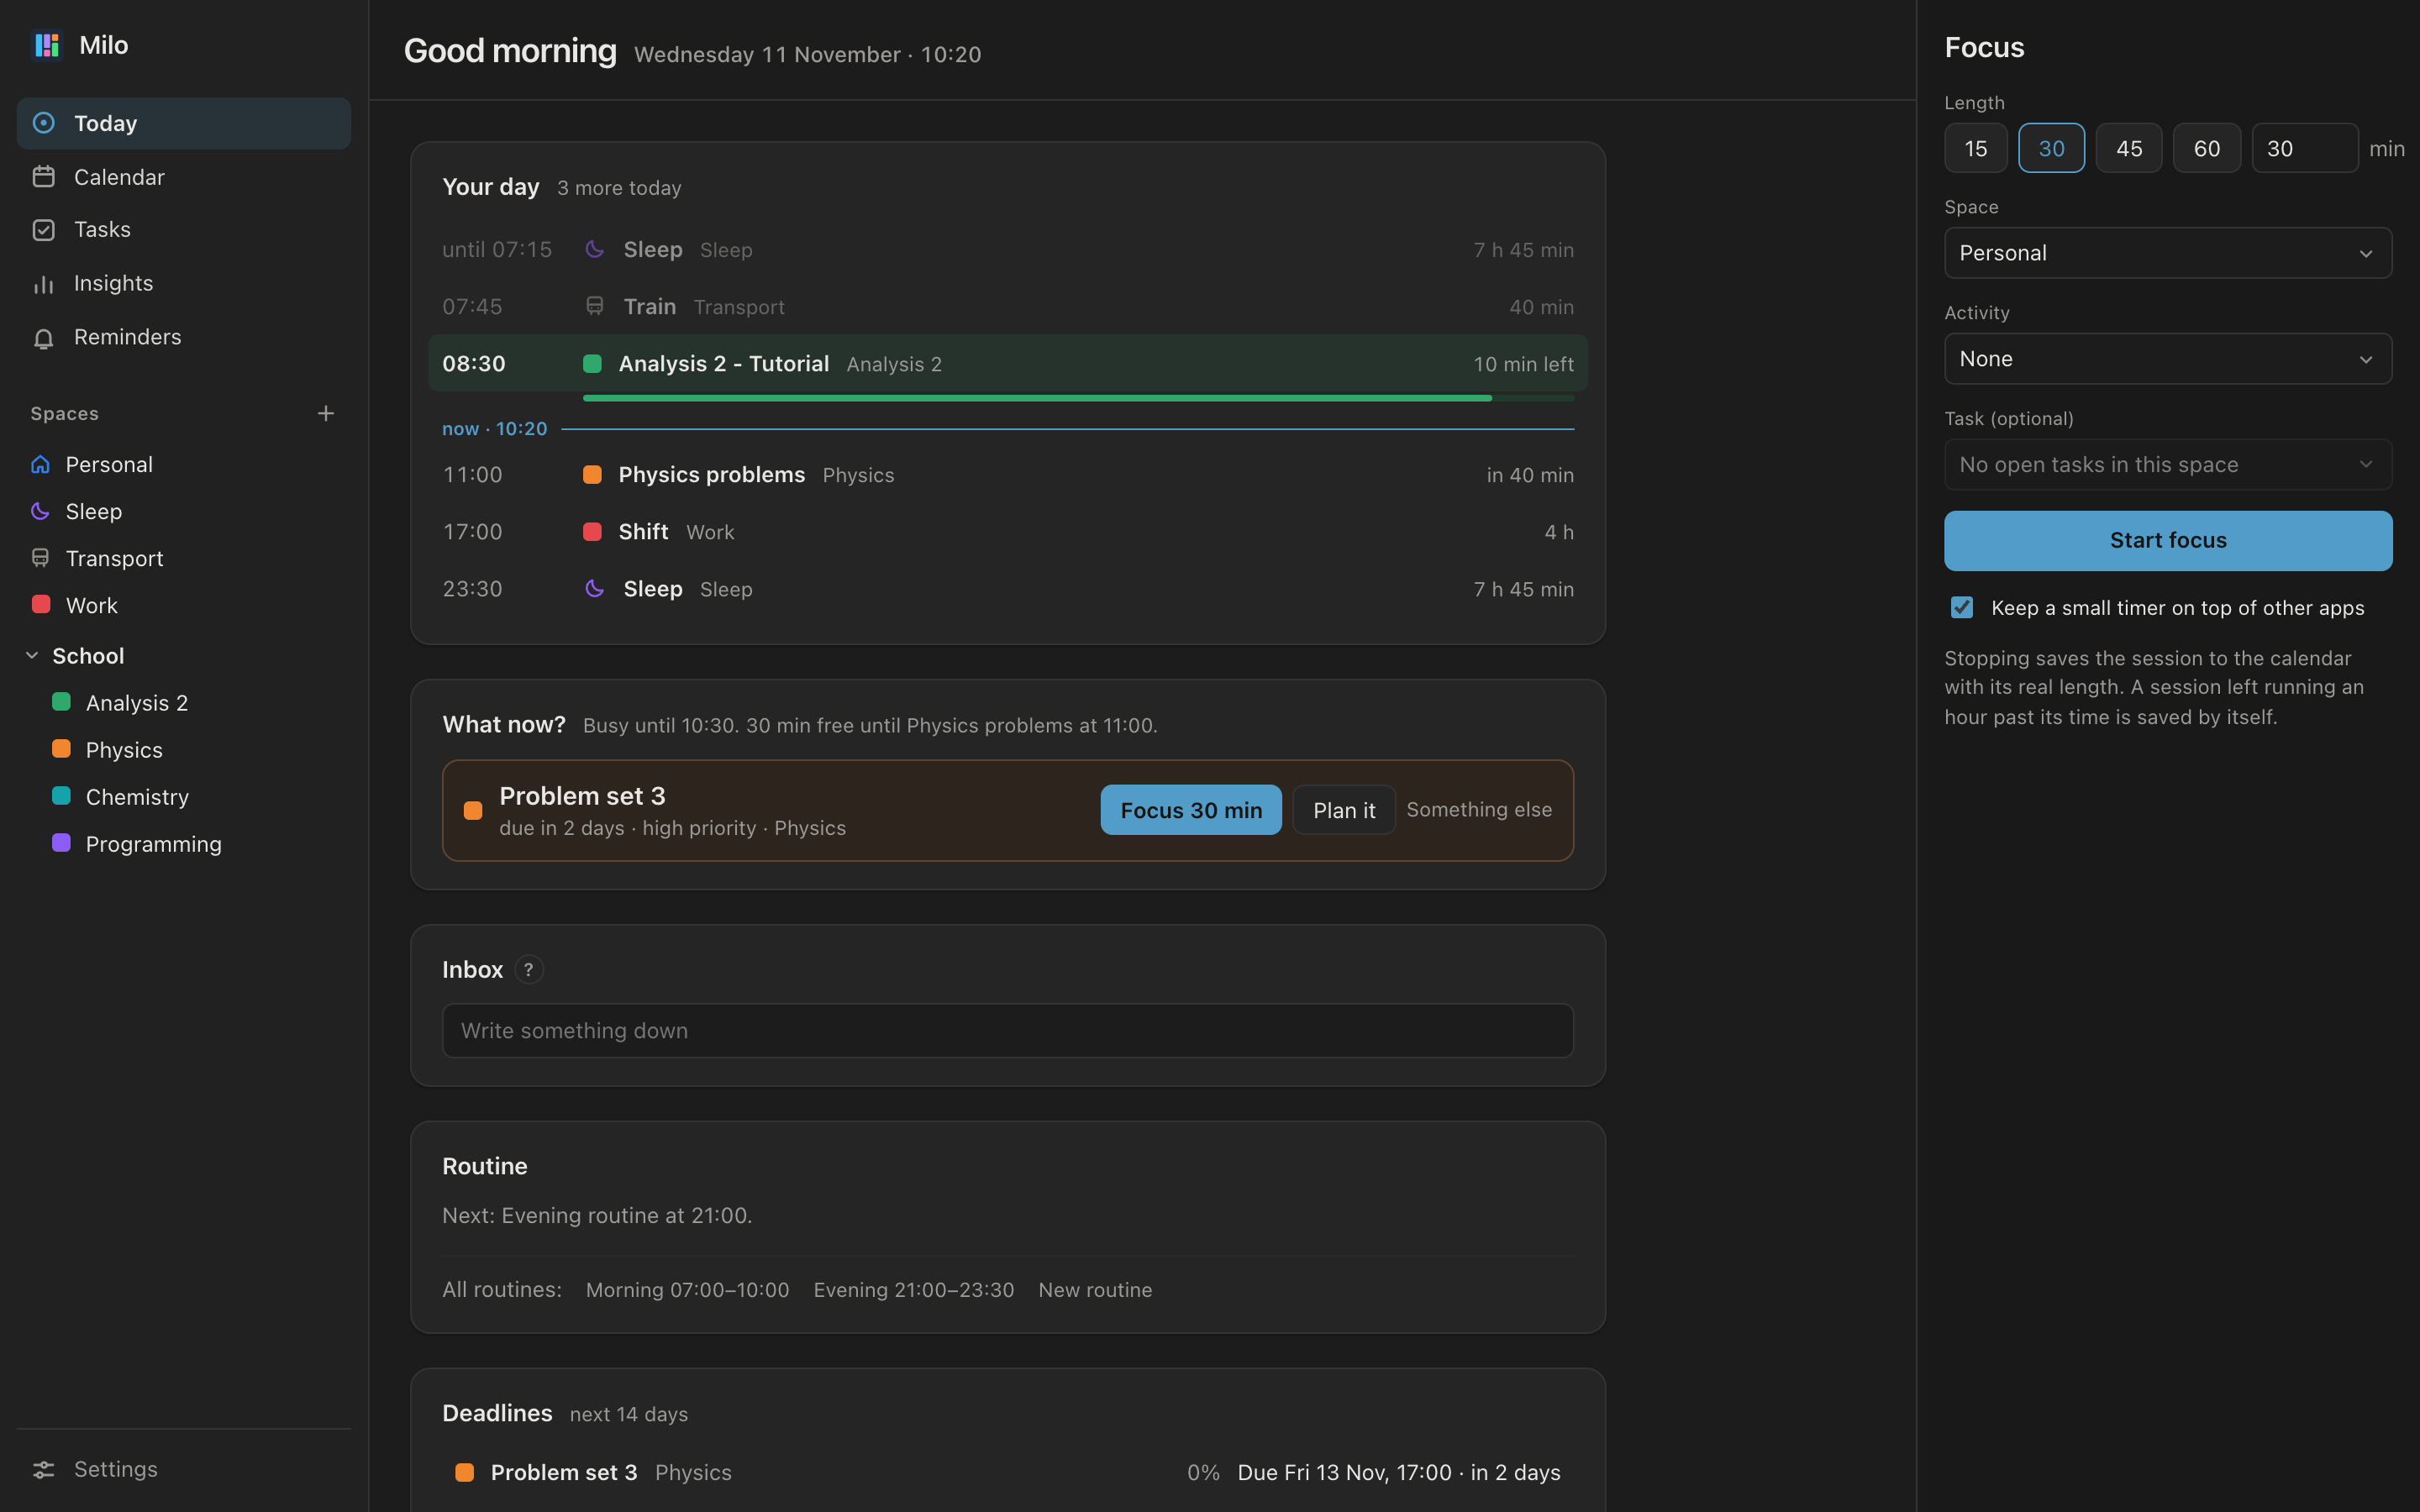 Milo
Today
Calendar
Tasks
Insights
Reminders
Spaces
Personal
Sleep
Transport
Work
School
Analysis 2
Physics
Chemistry
Programming
Settings
Good morning Wednesday 11 November · 10:20
Your day 3 more today
until 07:15 Sleep Sleep 7 h 45 min
07:45 Train Transport 40 min
08:30 Analysis 2 - Tutorial Analysis 2 10 min left
now · 10:20
11:00 Physics problems Physics in 40 min
17:00 Shift Work 4 h
23:30 Sleep Sleep 7 h 45 min
What now? Busy until 10:30. 30 min free until Physics problems at 11:00.
Problem set 3
due in 2 days · high priority · Physics
Focus 30 min Plan it Something else
Inbox ?
Write something down
Routine
Next: Evening routine at 21:00.
All routines: Morning 07:00–10:00 Evening 21:00–23:30 New routine
Deadlines next 14 days
Problem set 3 Physics 0% Due Fri 13 Nov, 17:00 · in 2 days
Focus
Length
15 30 45 60 30 min
Space
Personal
Activity
None
Task (optional)
No open tasks in this space
Start focus
Keep a small timer on top of other apps
Stopping saves the session to the calendar
with its real length. A session left running an
hour past its time is saved by itself.